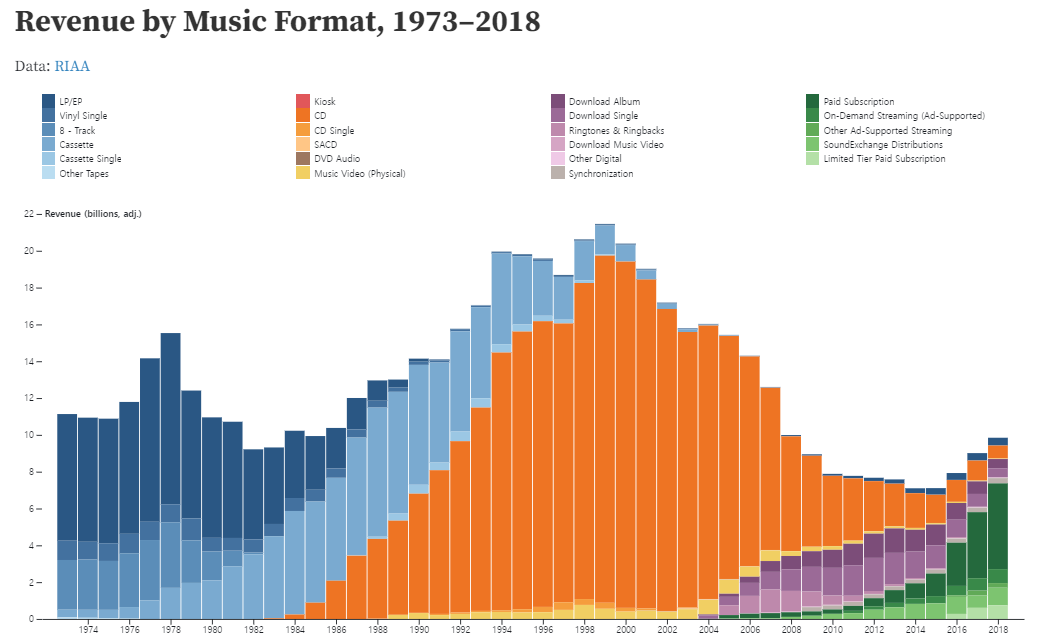 Revenue by Music Format, 1973–2018
Data: RIAA
LP/EP
Vinyl Single
8 - Track
Cassette
Cassette Single
Other Tapes
Kiosk
CD
CD Single
SACD
DVD Audio
Music Video (Physical)
Download Album
Download Single
Ringtones & Ringbacks
Download Music Video
Other Digital
Synchronization
Paid Subscription
On-Demand Streaming (Ad-Supported)
Other Ad-Supported Streaming
SoundExchange Distributions
Limited Tier Paid Subscription
22 Revenue (billions, adj.)
20
18
16
14
12
10
8
6
4
2
0
1974 1976 1978 1980 1982 1984 1986 1988 1990 1992 1994 1996 1998 2000 2002 2004 2006 2008 2010 2012 2014 2016 2018